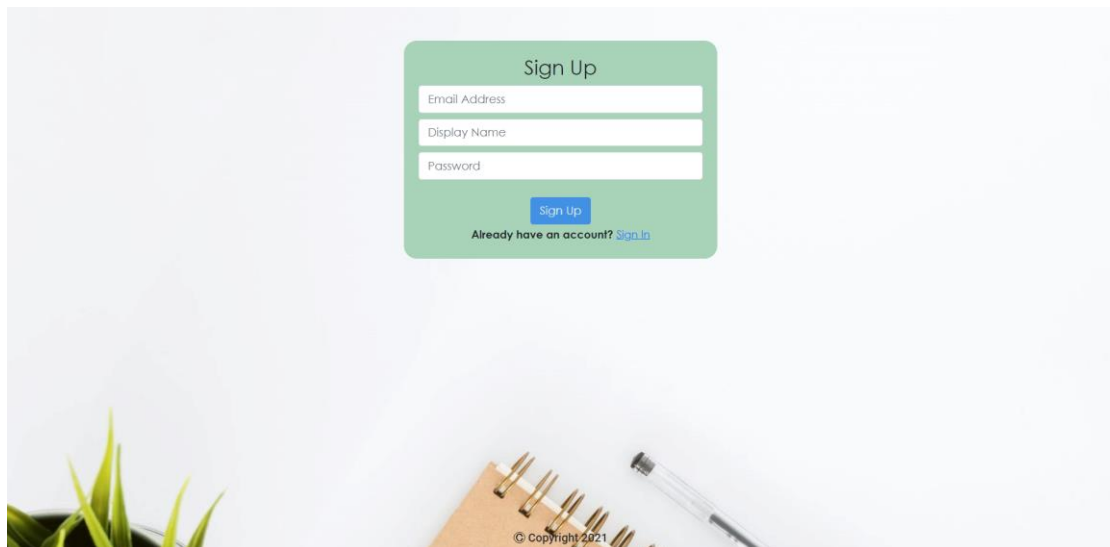 Sign Up
Email Address
Display Name
Password
Sign Up
Already have an account? Sign In
© Copyright 2021